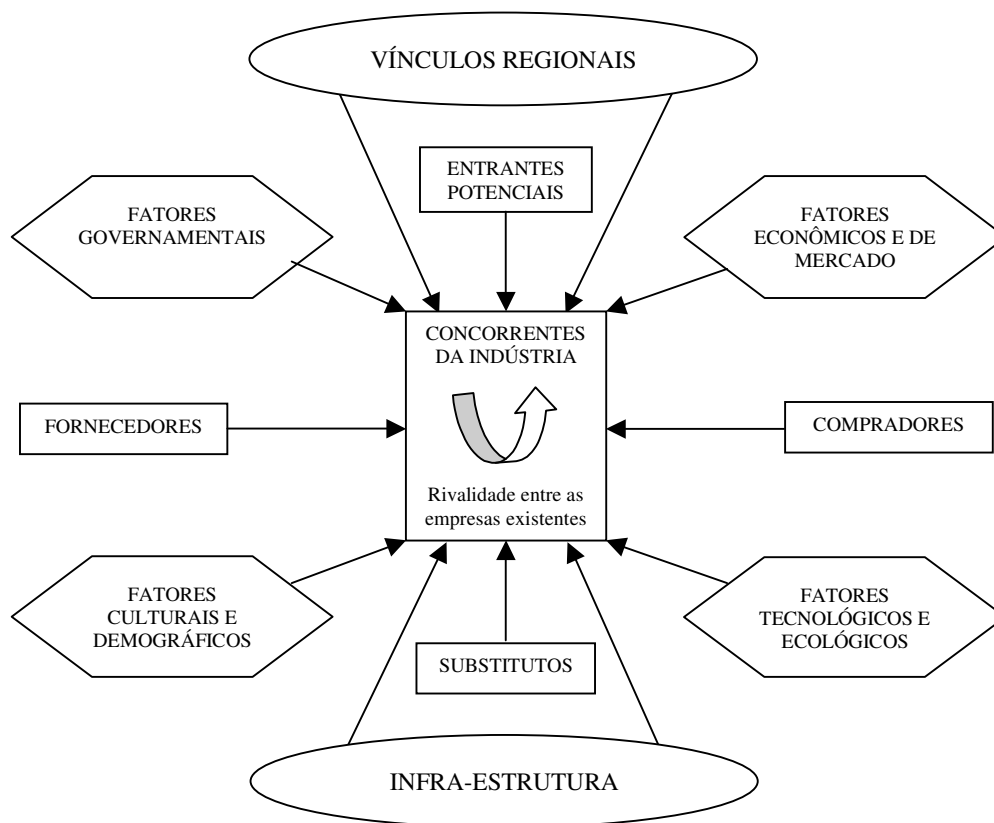 VÍNCULOS REGIONAIS
ENTRANTES
POTENCIAIS
FATORES
GOVERNAMENTAIS
FATORES
ECONÔMICOS E DE
MERCADO
CONCORRENTES
DA INDÚSTRIA
FORNECEDORES
COMPRADORES
Rivalidade entre as
empresas existentes
FATORES
CULTURAIS E
DEMOGRÁFICOS
SUBSTITUTOS
FATORES
TECNOLÓGICOS E
ECOLÓGICOS
INFRA-ESTRUTURA